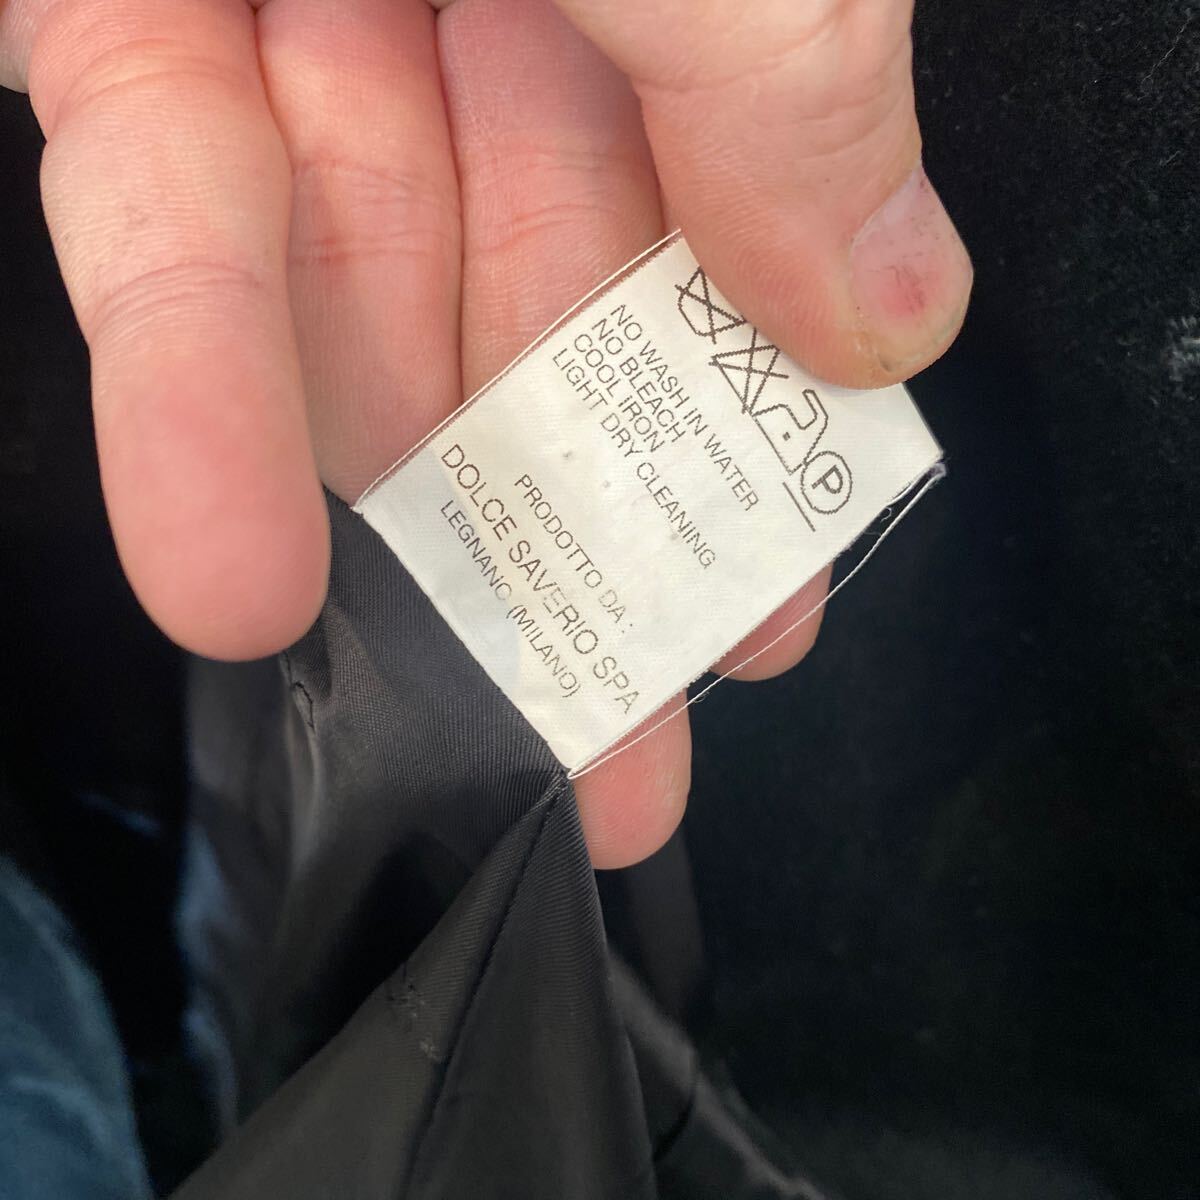 P
NO WASH IN WATER
NO BLEACH
COOL IRON
LIGHT DRY CLEANING
PRODOTTO DA :
DOLCE SAVERIO SPA
LEGNANO (MILANO)